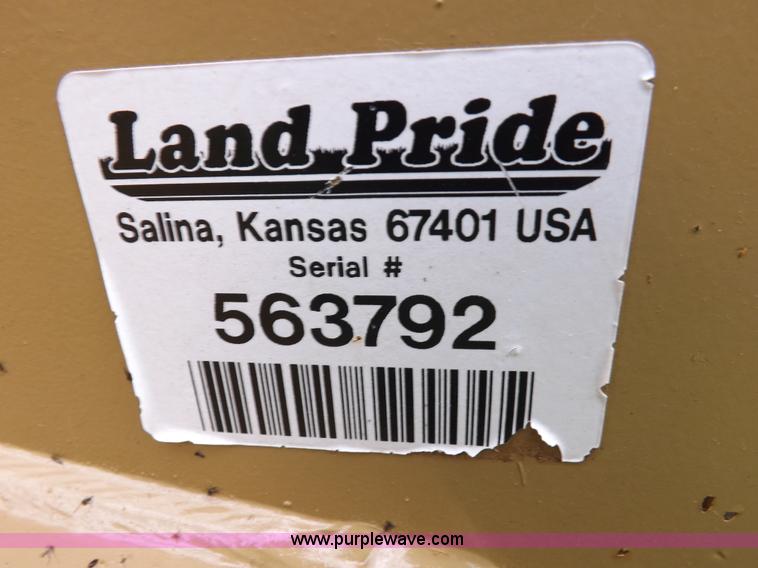 Land Pride
Salina, Kansas 67401 USA
Serial #
563792
www.purplewave.com